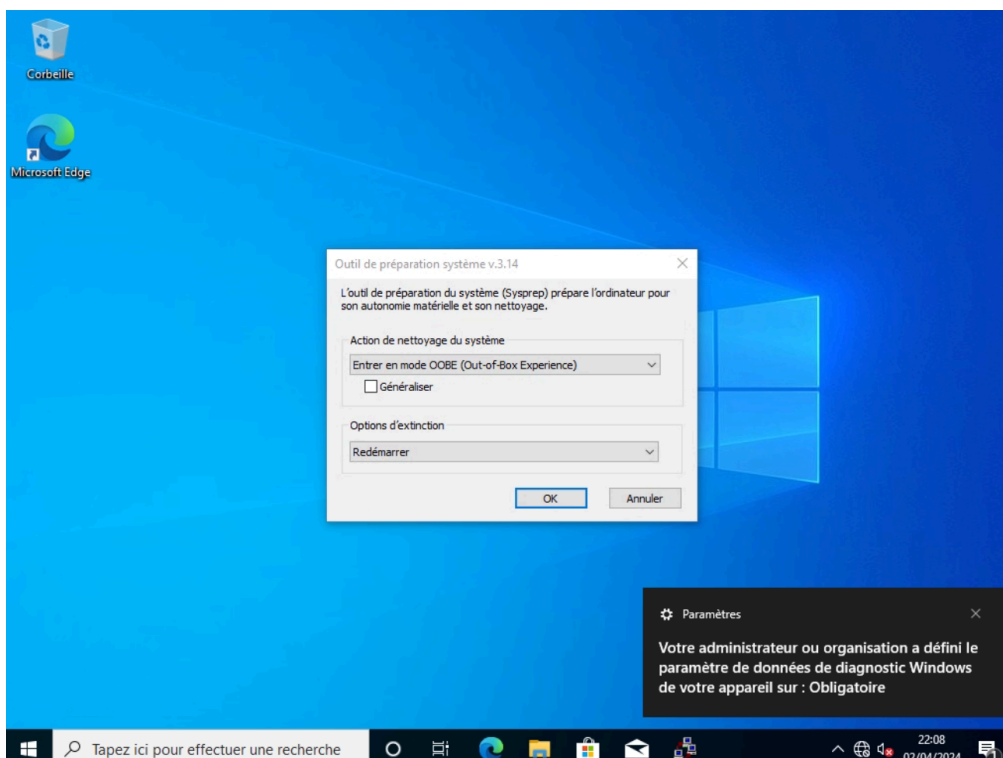 Corbeille
Microsoft Edge
Outil de préparation système v.3.14
L'outil de préparation du système (Sysprep) prépare l'ordinateur pour
son autonomie matérielle et son nettoyage.
Action de nettoyage du système
Entrer en mode OOBE (Out-of-Box Experience)
Généraliser
Options d'extinction
Redémarrer
OK
Annuler
Paramètres
Votre administrateur ou organisation a défini le
paramètre de données de diagnostic Windows
de votre appareil sur : Obligatoire
Tapez ici pour effectuer une recherche
22:08
02/04/2024